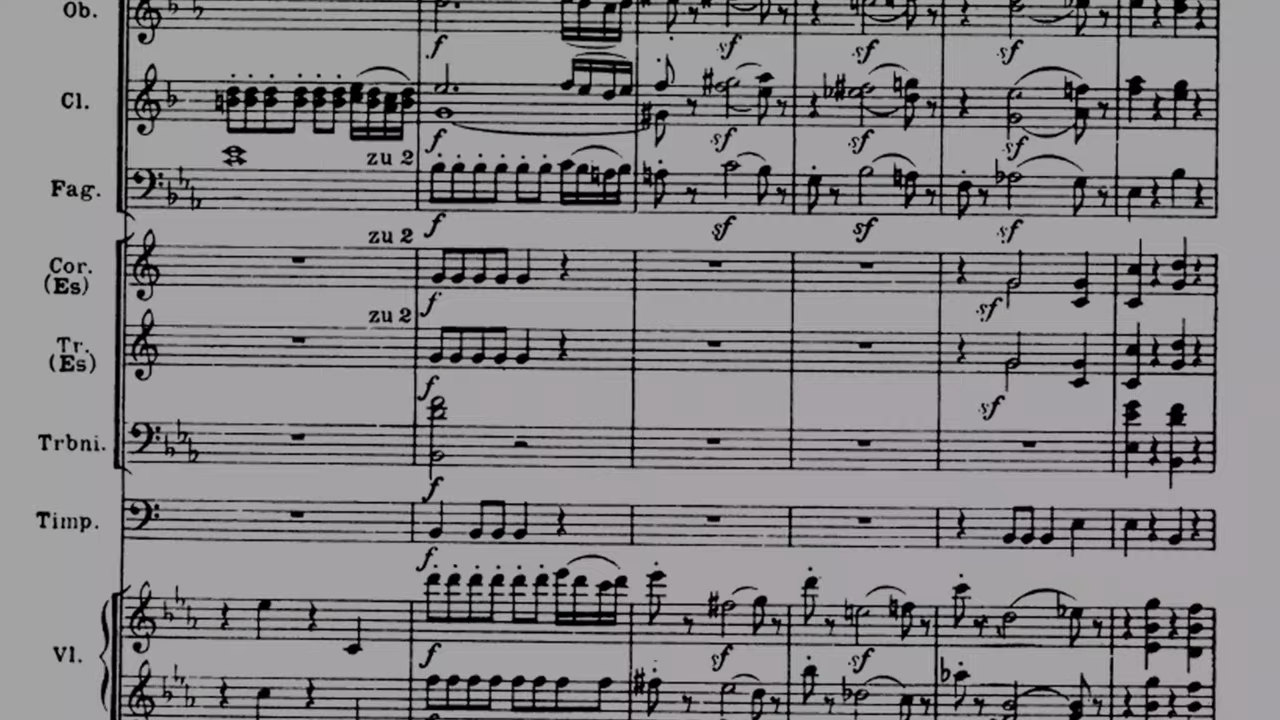 Ob.
f
sf
sf
sf
Cl.
f
sf
sf
sf
zu 2
Fag.
f
sf
sf
sf
zu 2
Cor.
(Es)
f
sf
zu 2
Tr.
(Es)
f
sf
Trbni.
f
Timp.
f
Vl.
f
sf
sf